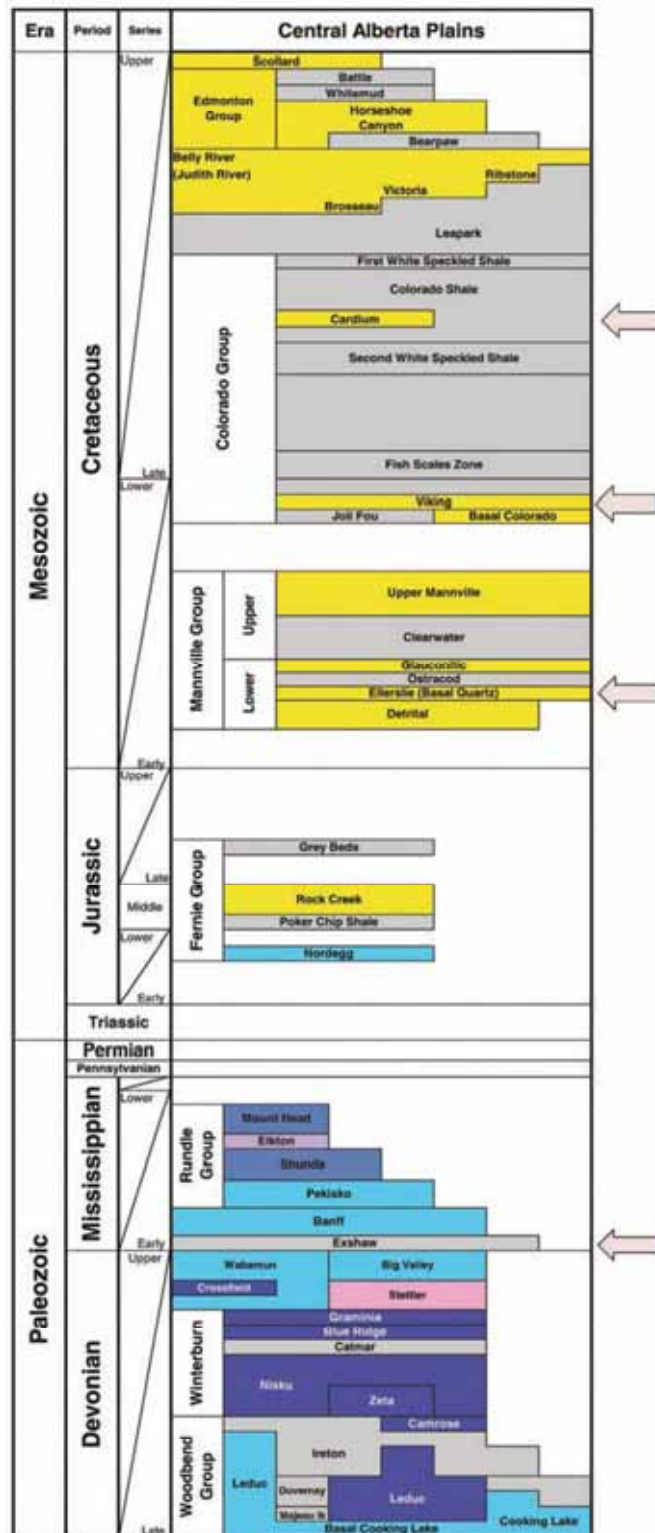 Era Period Series Central Alberta Plains
Mesozoic
Cretaceous
Upper
Scollard
Edmonton
Group
Battle
Whitemud
Horseshoe
Canyon
Bearpaw
Belly River
(Judith River)
Ribstone
Victoria
Brosseau
Leapark
Colorado Group
First White Speckled Shale
Colorado Shale
Cardium
Second White Speckled Shale
Fish Scales Zone
Late
Lower
Viking
Joli Fou
Basal Colorado
Mannville Group
Upper
Upper Mannville
Clearwater
Lower
Glauconitic
Ostracod
Ellerslie (Basal Quartz)
Detrital
Early
Jurassic
Upper
Fernie Group
Grey Beds
Late
Middle
Rock Creek
Poker Chip Shale
Lower
Nordegg
Early
Triassic
Paleozoic
Permian
Pennsylvanian
Mississippian
Lower
Rundle
Group
Mount Head
Elkton
Shunda
Pekisko
Banff
Exshaw
Early
Devonian
Upper
Wabamun
Big Valley
Crossfield
Stettler
Winterburn
Graminia
Blue Ridge
Calmar
Nisku
Zeta
Camrose
Woodbend
Group
Ireton
Leduc
Duvernay
Leduc
Majeau lk
Cooking Lake
Basal Cooking Lake
Late